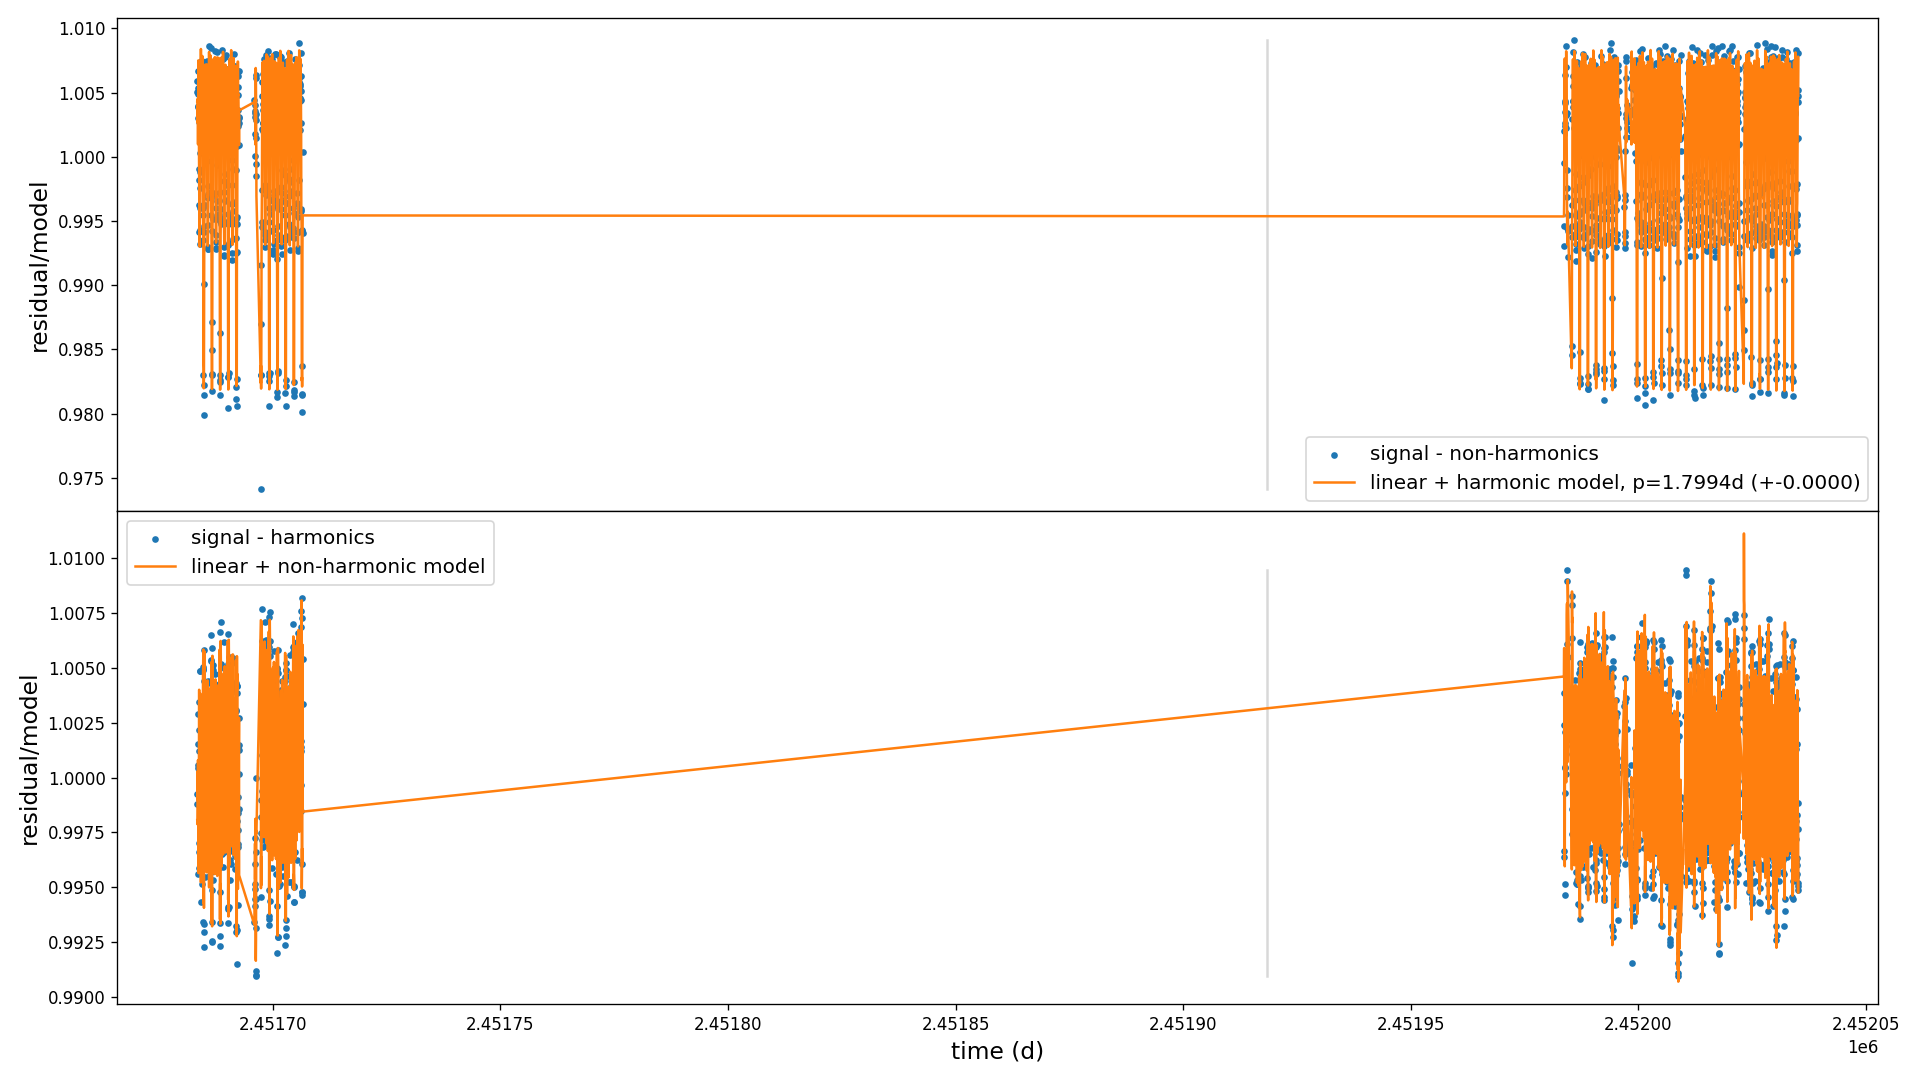 1.010
1.005
1.000
0.995
0.990
0.985
0.980
0.975
residual/model
signal - non-harmonics
linear + harmonic model, p=1.7994d (+-0.0000)
signal - harmonics
linear + non-harmonic model
1.0100
1.0075
1.0050
1.0025
1.0000
0.9975
0.9950
0.9925
0.9900
residual/model
2.45170 2.45175 2.45180 2.45185 2.45190 2.45195 2.45200 2.45205
1e6
time (d)